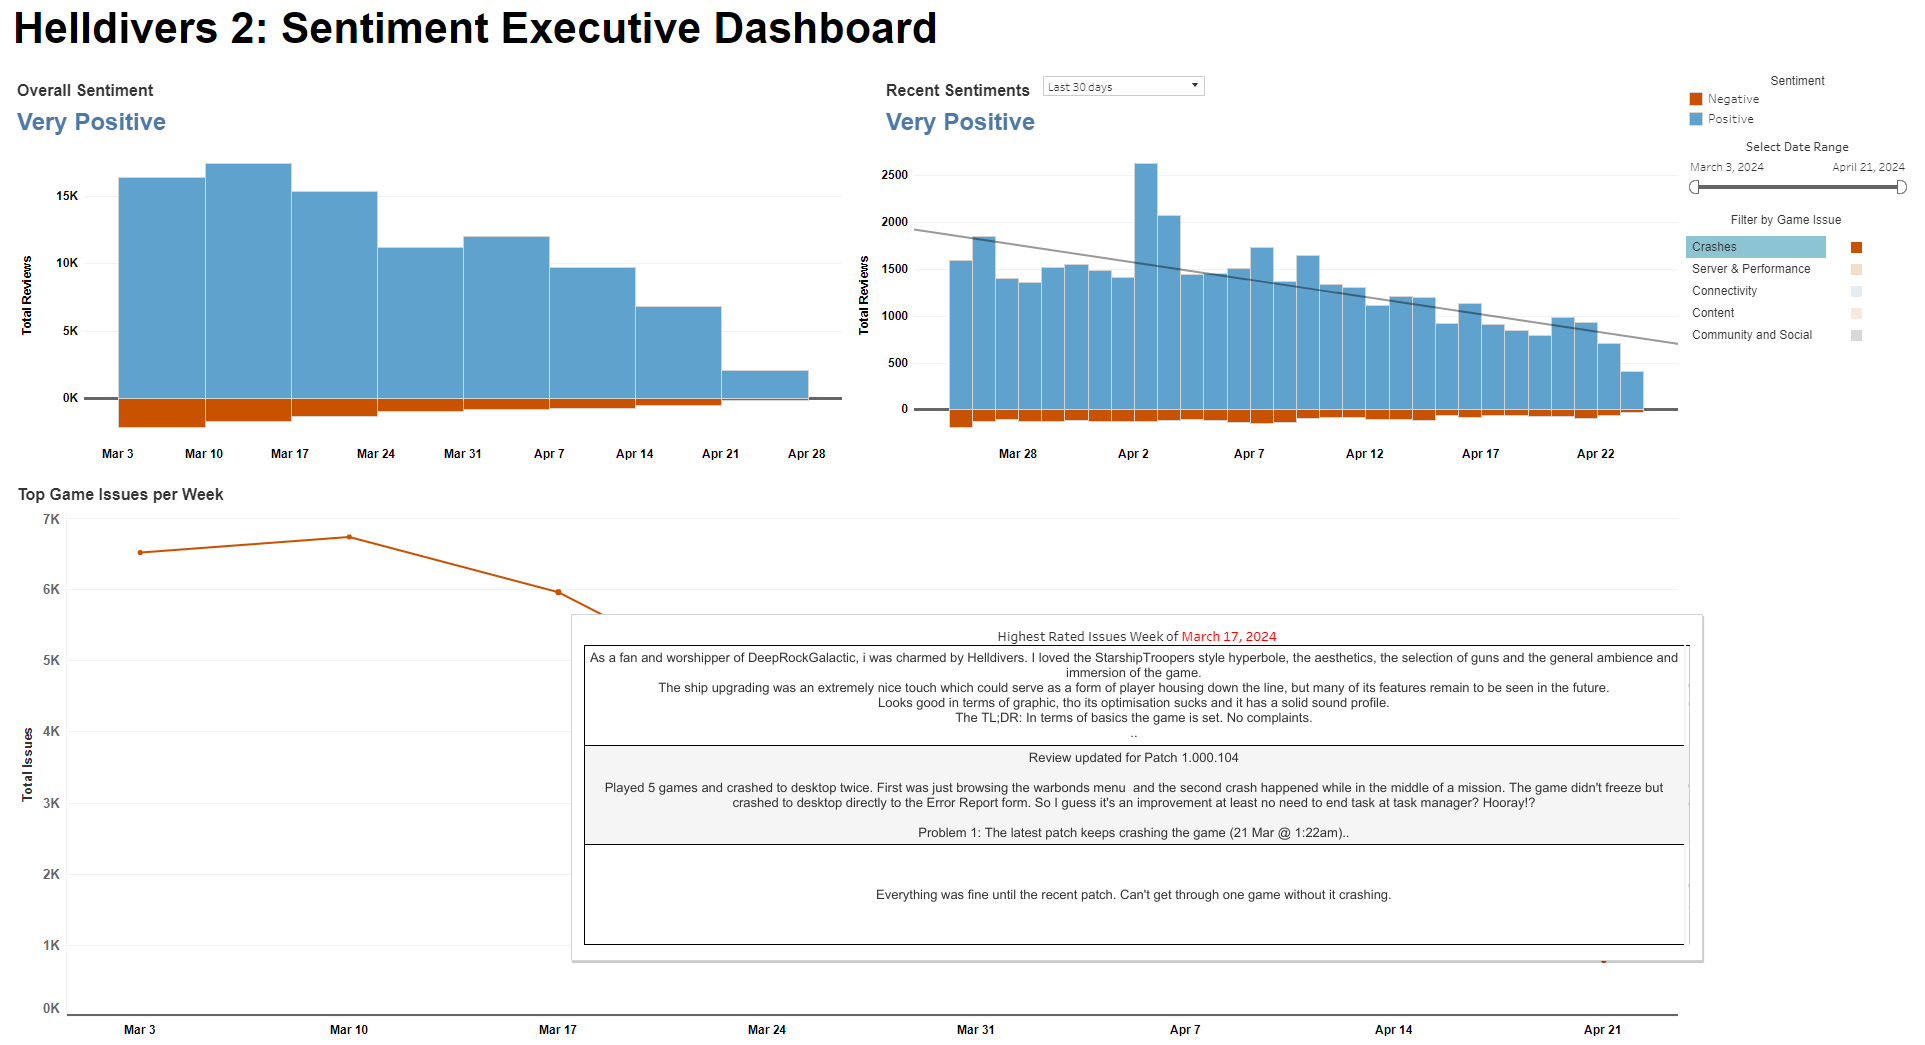 Helldivers 2: Sentiment Executive Dashboard
Overall Sentiment
Very Positive
15K
10K
5K
0K
Total Reviews
Mar 3
Mar 10
Mar 17
Mar 24
Mar 31
Apr 7
Apr 14
Apr 21
Apr 28
Recent Sentiments
Last 30 days
Very Positive
2500
2000
1500
1000
500
0
Total Reviews
Mar 28
Apr 2
Apr 7
Apr 12
Apr 17
Apr 22
Sentiment
Negative
Positive
Select Date Range
March 3, 2024
April 21, 2024
Filter by Game Issue
Crashes
Server & Performance
Connectivity
Content
Community and Social
Top Game Issues per Week
7K
6K
5K
4K
3K
2K
1K
0K
Total Issues
Mar 3
Mar 10
Mar 17
Mar 24
Mar 31
Apr 7
Apr 14
Apr 21
Highest Rated Issues Week of March 17, 2024
As a fan and worshipper of DeepRockGalactic, i was charmed by Helldivers. I loved the StarshipTroopers style hyperbole, the aesthetics, the selection of guns and the general ambience and
immersion of the game.
The ship upgrading was an extremely nice touch which could serve as a form of player housing down the line, but many of its features remain to be seen in the future.
Looks good in terms of graphic, tho its optimisation sucks and it has a solid sound profile.
The TL;DR: In terms of basics the game is set. No complaints.
..
Review updated for Patch 1.000.104
Played 5 games and crashed to desktop twice. First was just browsing the warbonds menu  and the second crash happened while in the middle of a mission. The game didn't freeze but
crashed to desktop directly to the Error Report form. So I guess it's an improvement at least no need to end task at task manager? Hooray!?
Problem 1: The latest patch keeps crashing the game (21 Mar @ 1:22am)..
Everything was fine until the recent patch. Can't get through one game without it crashing.